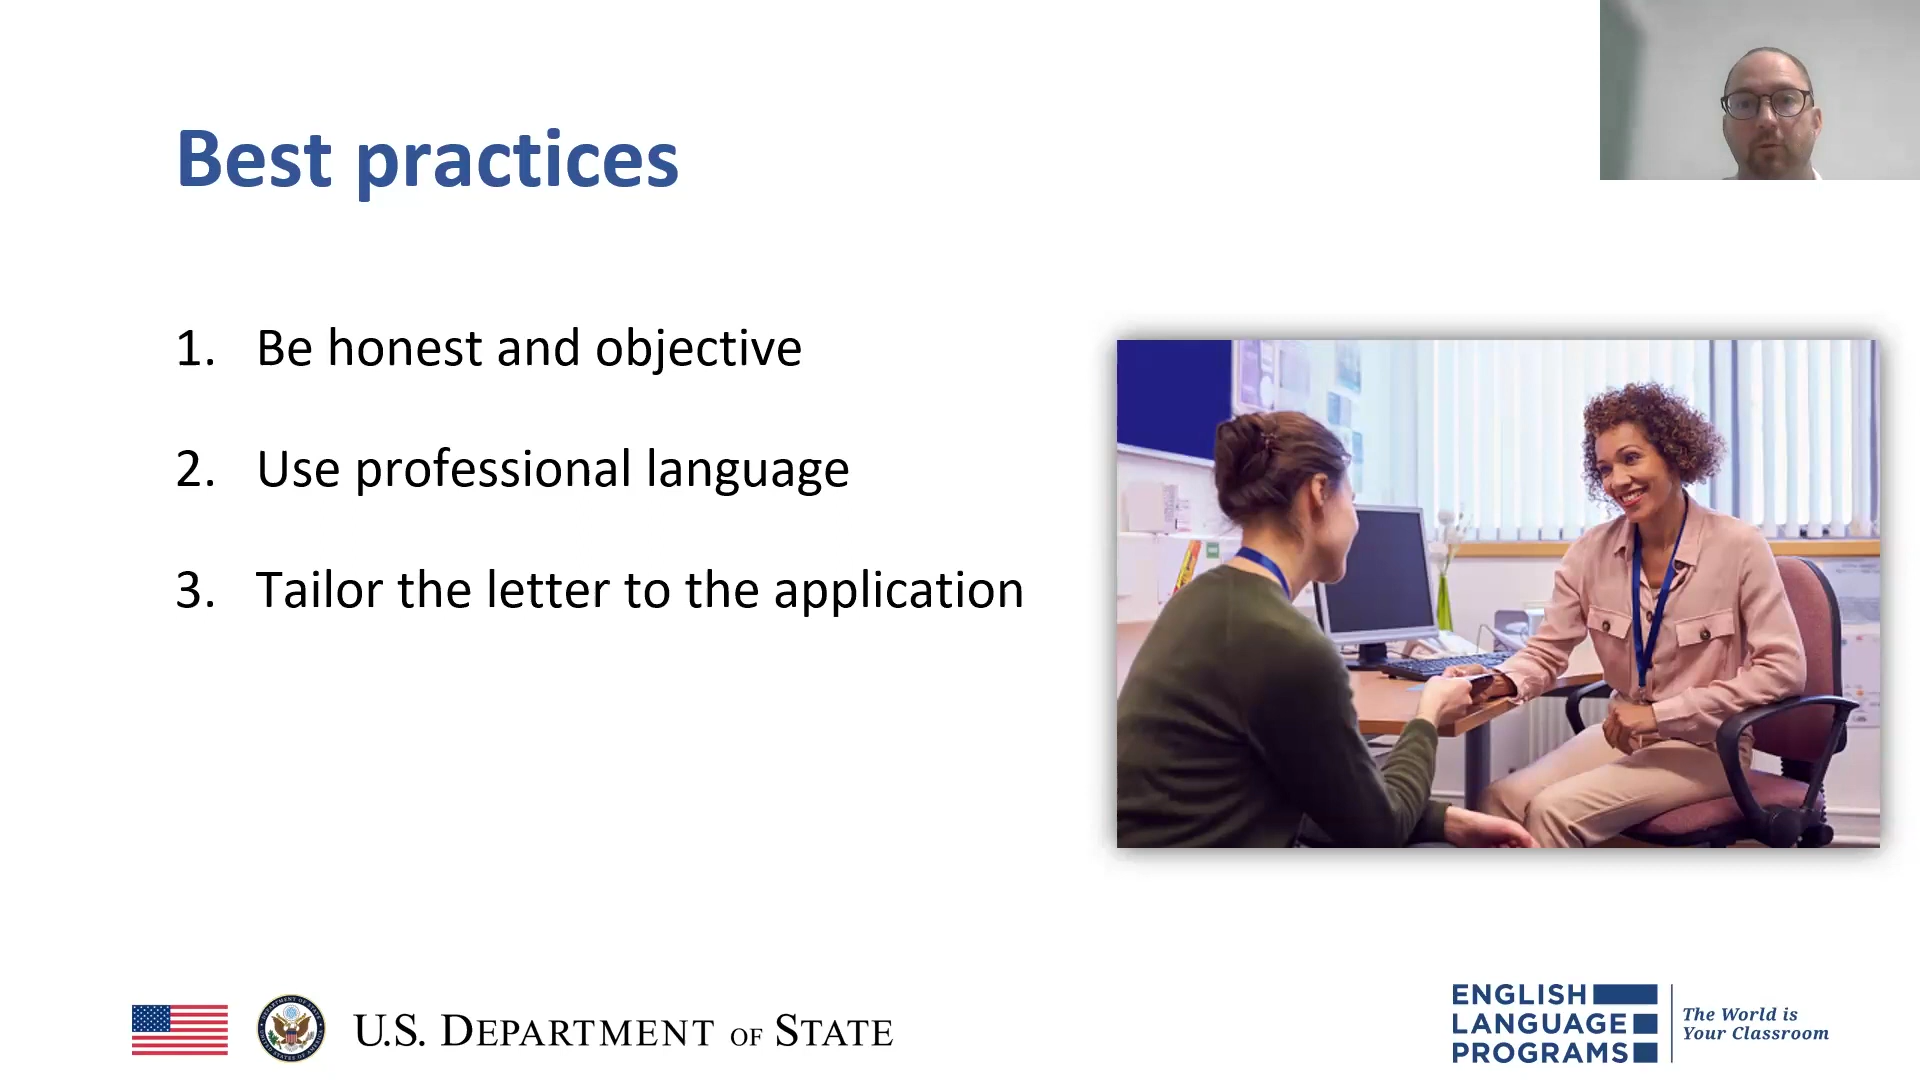 Best practices
1. Be honest and objective
2. Use professional language
3. Tailor the letter to the application
U.S. DEPARTMENT OF STATE
ENGLISH
LANGUAGE
PROGRAMS
The World is
Your Classroom